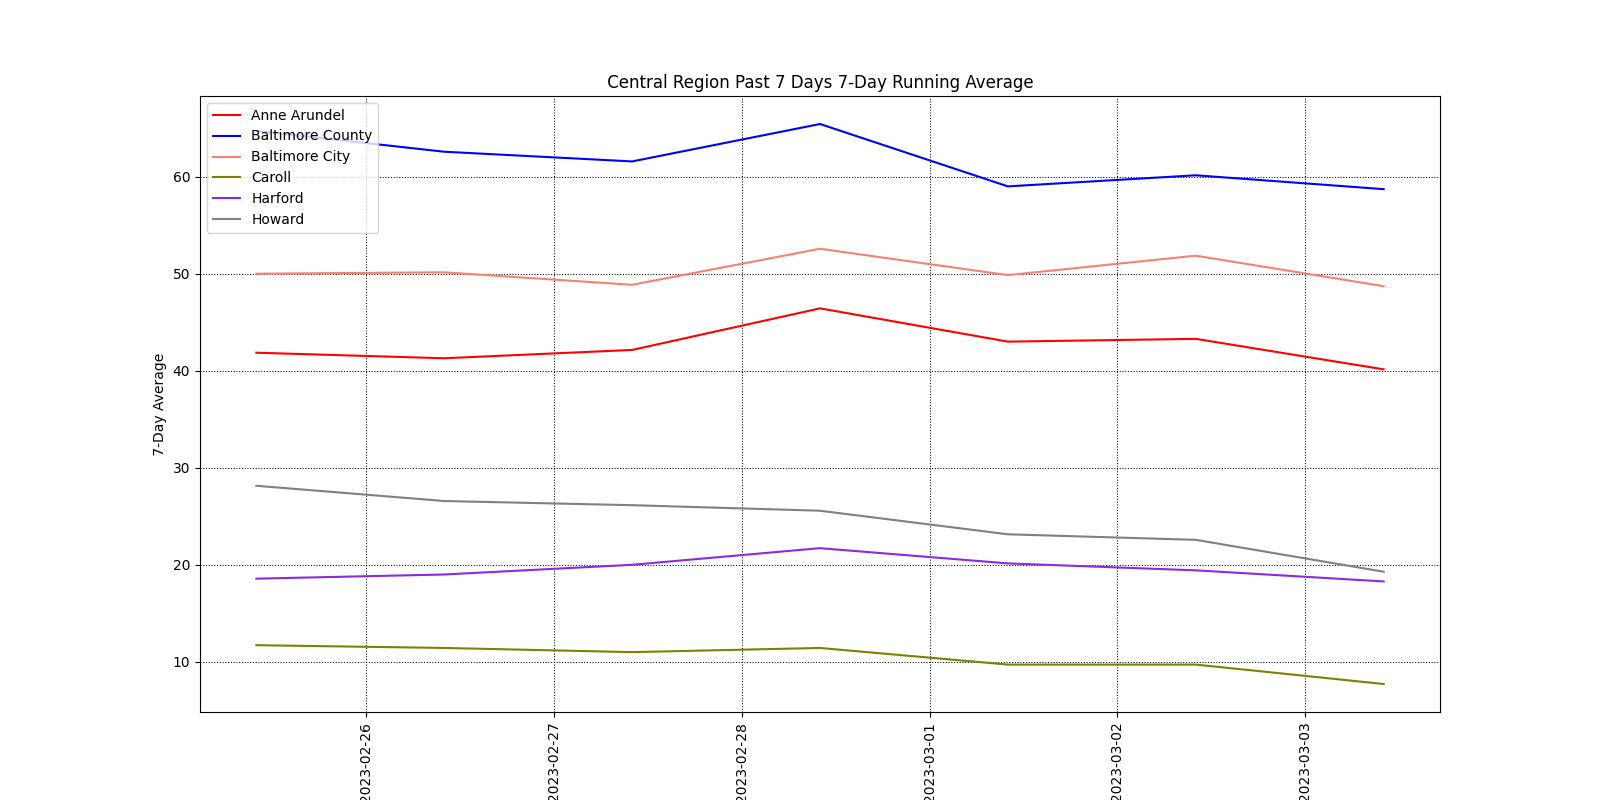 Central Region Past 7 Days 7-Day Running Average
Anne Arundel
Baltimore County
Baltimore City
Caroll
Harford
Howard
7-Day Average
60
50
40
30
20
10
2023-02-26
2023-02-27
2023-02-28
2023-03-01
2023-03-02
2023-03-03